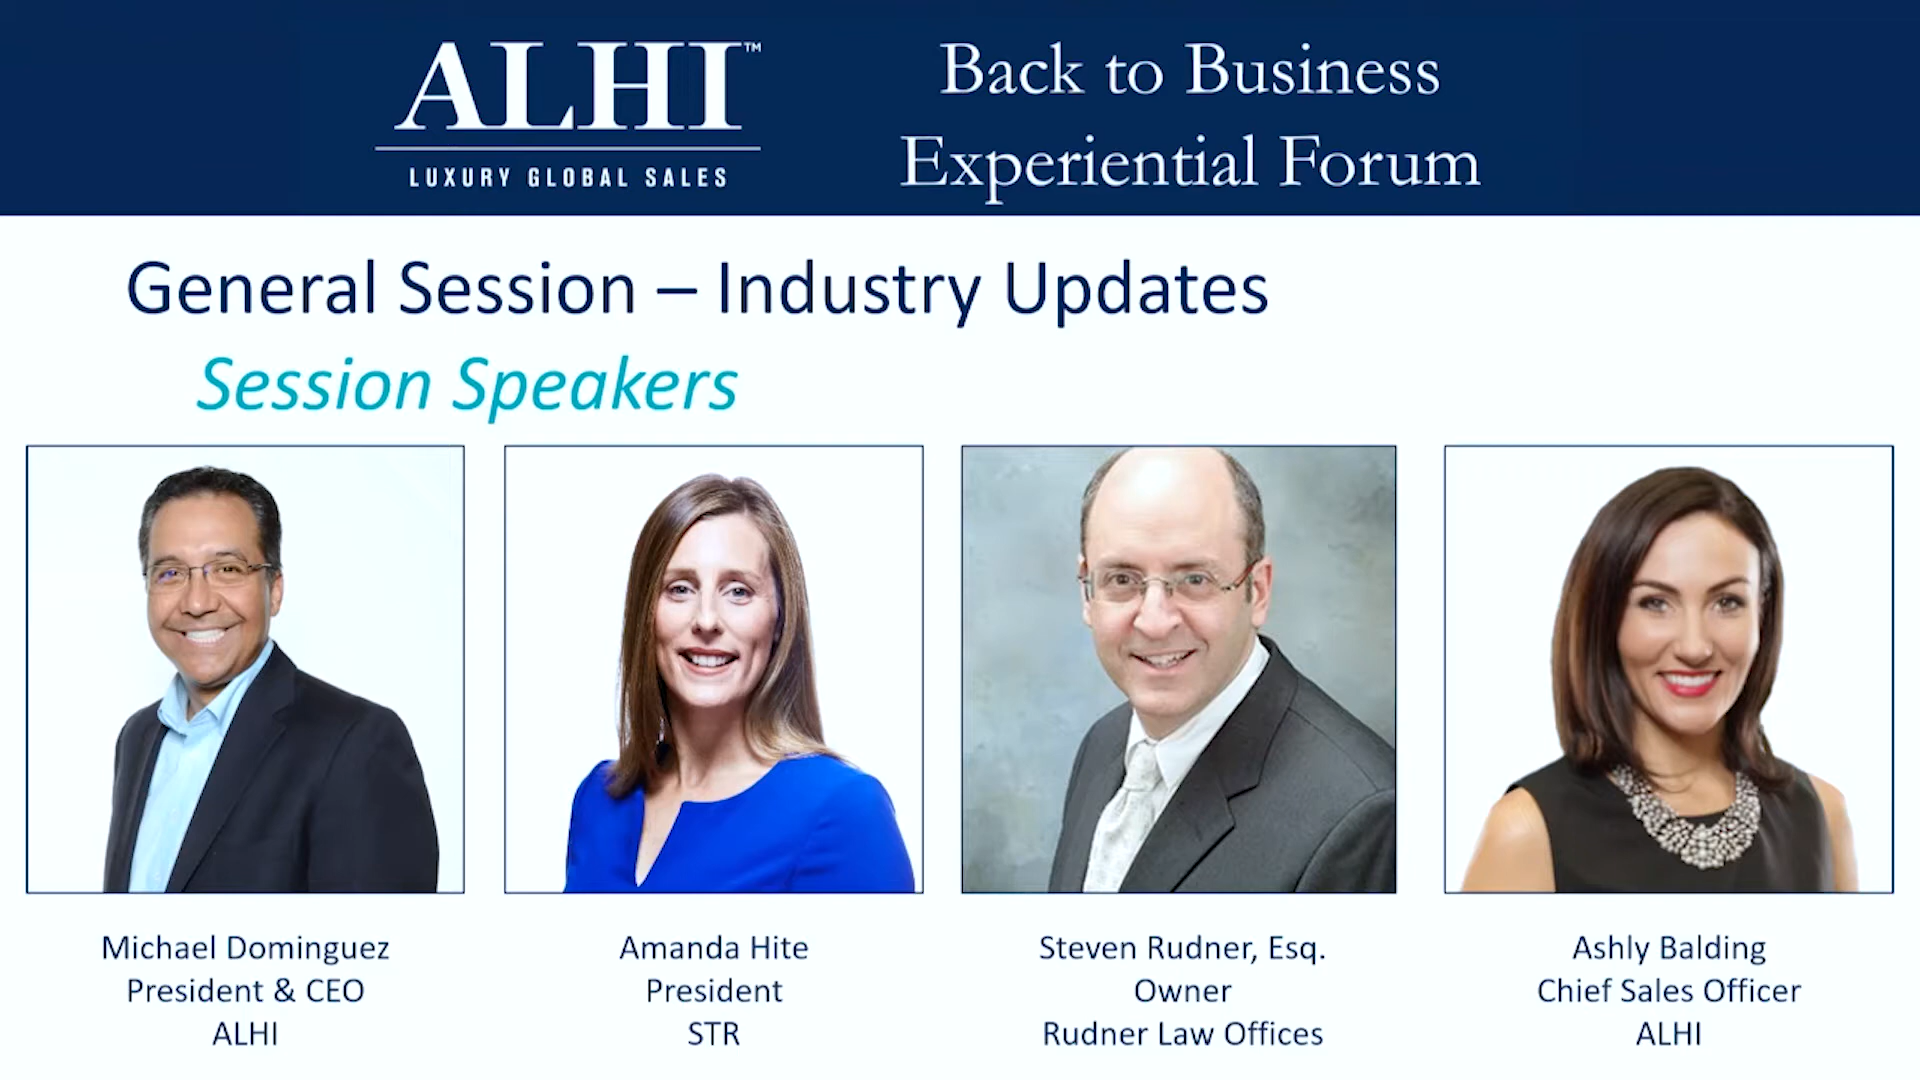 ALHI™
LUXURY GLOBAL SALES
Back to Business
Experiential Forum
General Session – Industry Updates
Session Speakers
Michael Dominguez
President & CEO
ALHI
Amanda Hite
President
STR
Steven Rudner, Esq.
Owner
Rudner Law Offices
Ashly Balding
Chief Sales Officer
ALHI